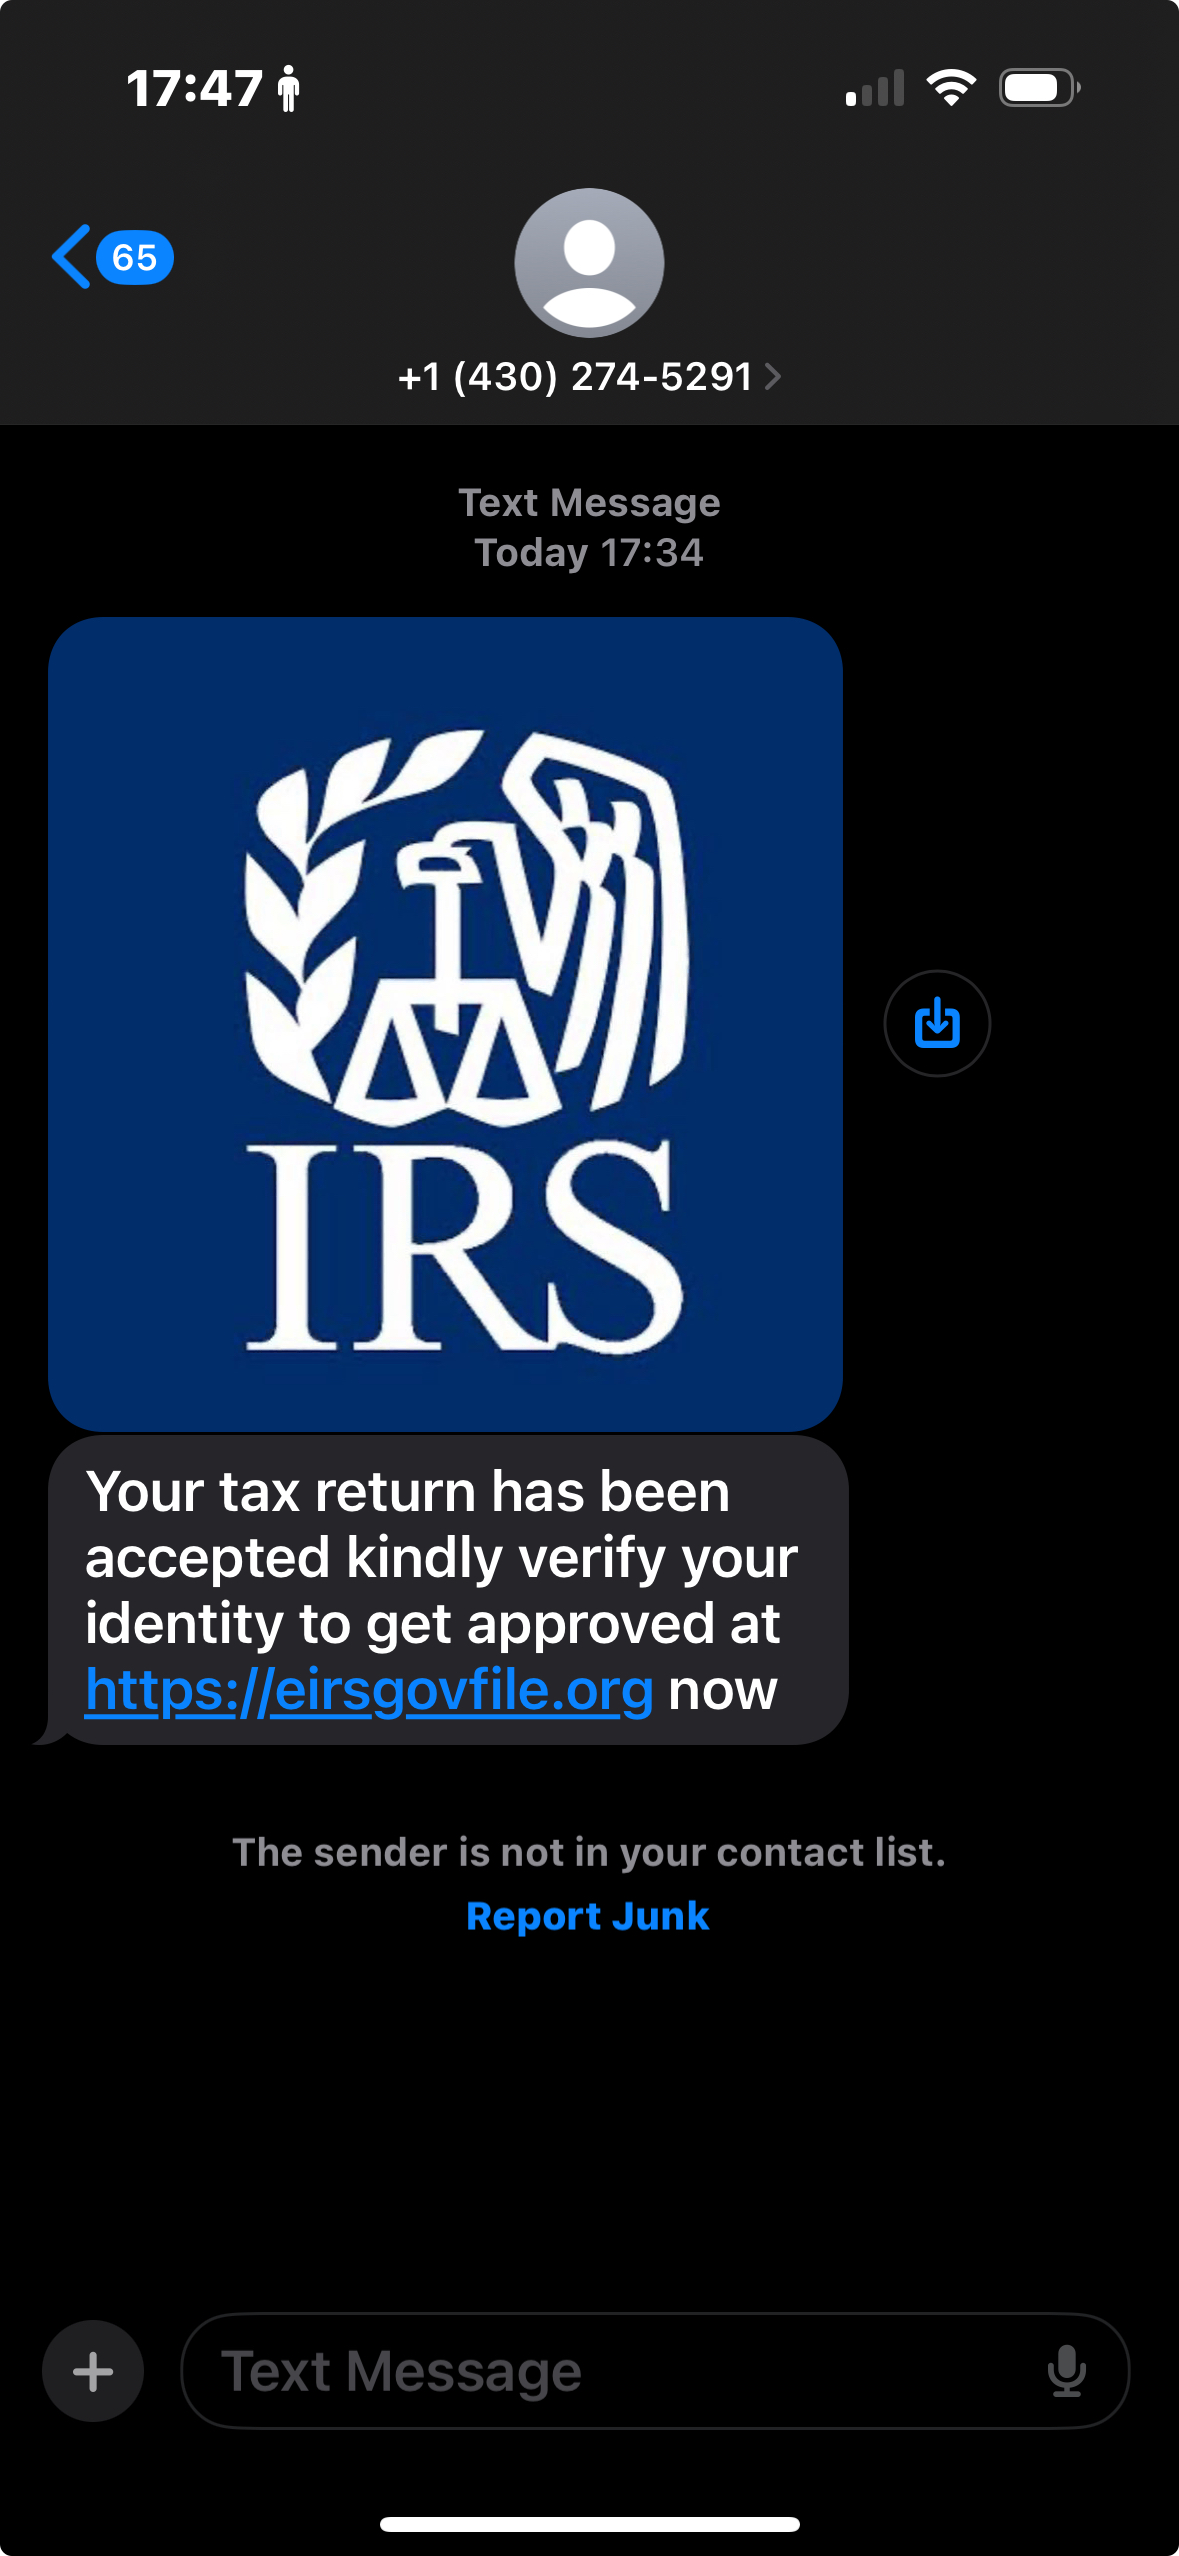 17:47
65
+1 (430) 274-5291
Text Message
Today 17:34
IRS
Your tax return has been
accepted kindly verify your
identity to get approved at
https://eirsgovfile.org now
The sender is not in your contact list.
Report Junk
Text Message